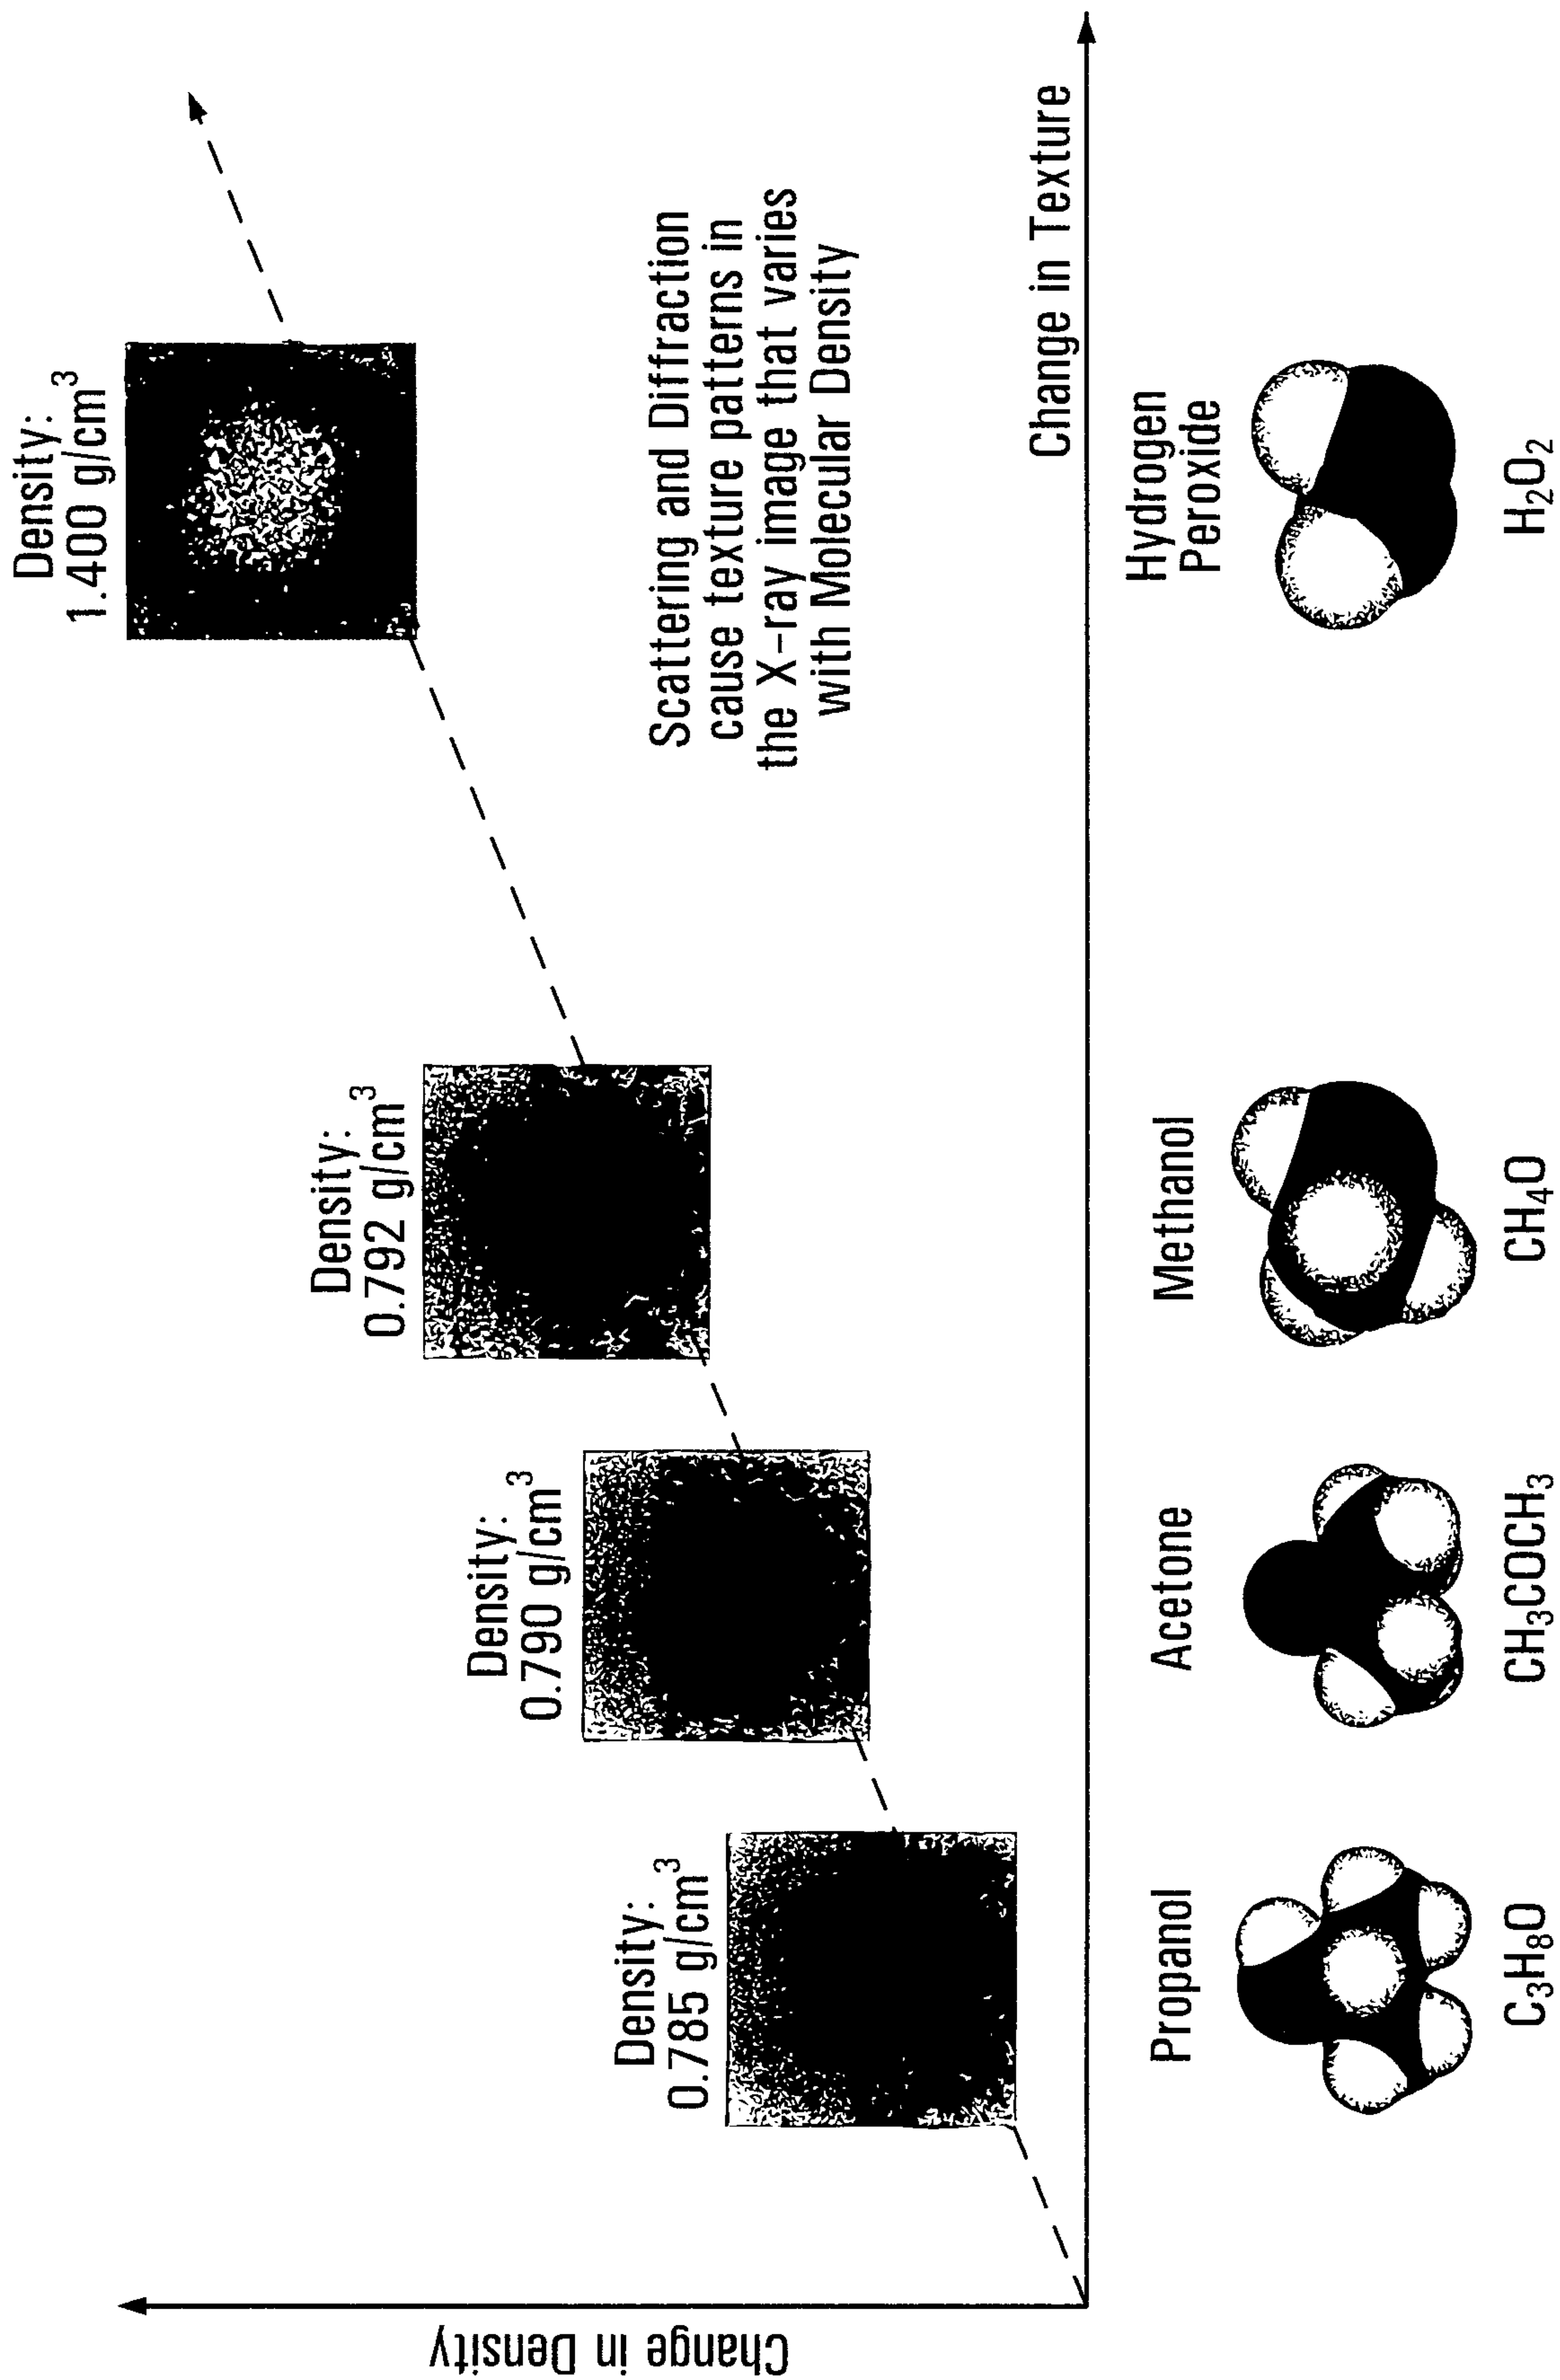 Change in Density
Density:
0.785 g/cm³
Density:
0.790 g/cm³
Density:
0.792 g/cm³
Density:
1.400 g/cm³
Scattering and Diffraction
cause texture patterns in
the X-ray image that varies
with Molecular Density
Change in Texture
Propanol
C₃H₈O
Acetone
CH₃COCH₃
Methanol
CH₄O
Hydrogen
Peroxide
H₂O₂